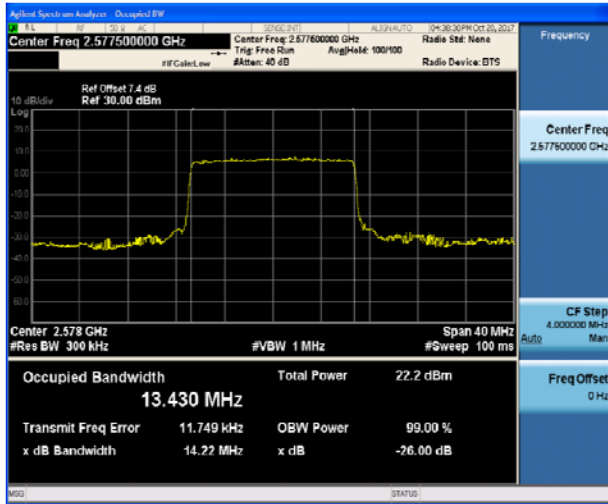 Agilent Spectrum Analyzer - Occupied BW
RL RF 50 Ω AC SENSE:INT ALIGNAUTO 04:38:30 PM Oct 20, 2017
Center Freq 2.577500000 GHz
Center Freq: 2.577500000 GHz
Radio Std: None
Trig: Free Run Avg|Hold: 100/100
#IFGain:Low #Atten: 40 dB Radio Device: BTS
Frequency
Ref Offset 7.4 dB
10 dB/div Ref 30.00 dBm
Log
20.0
10.0
0.00
-10.0
-20.0
-30.0
-40.0
-50.0
-60.0
Center Freq
2.577500000 GHz
Center 2.578 GHz Span 40 MHz
#Res BW 300 kHz #VBW 1 MHz #Sweep 100 ms
CF Step
4.000000 MHz
Auto Man
Occupied Bandwidth Total Power 22.2 dBm
13.430 MHz
Transmit Freq Error 11.749 kHz OBW Power 99.00 %
x dB Bandwidth 14.22 MHz x dB -26.00 dB
Freq Offset
0 Hz
MSG STATUS